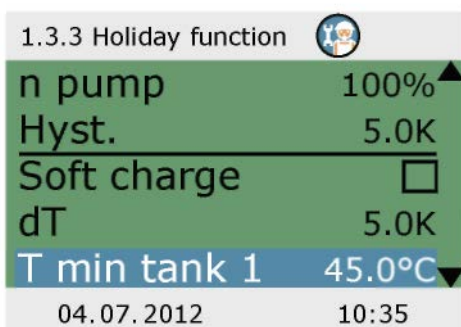 1.3.3 Holiday function
n pump 100%
Hyst. 5.0K
Soft charge
dT 5.0K
T min tank 1 45.0°C
04.07.2012 10:35